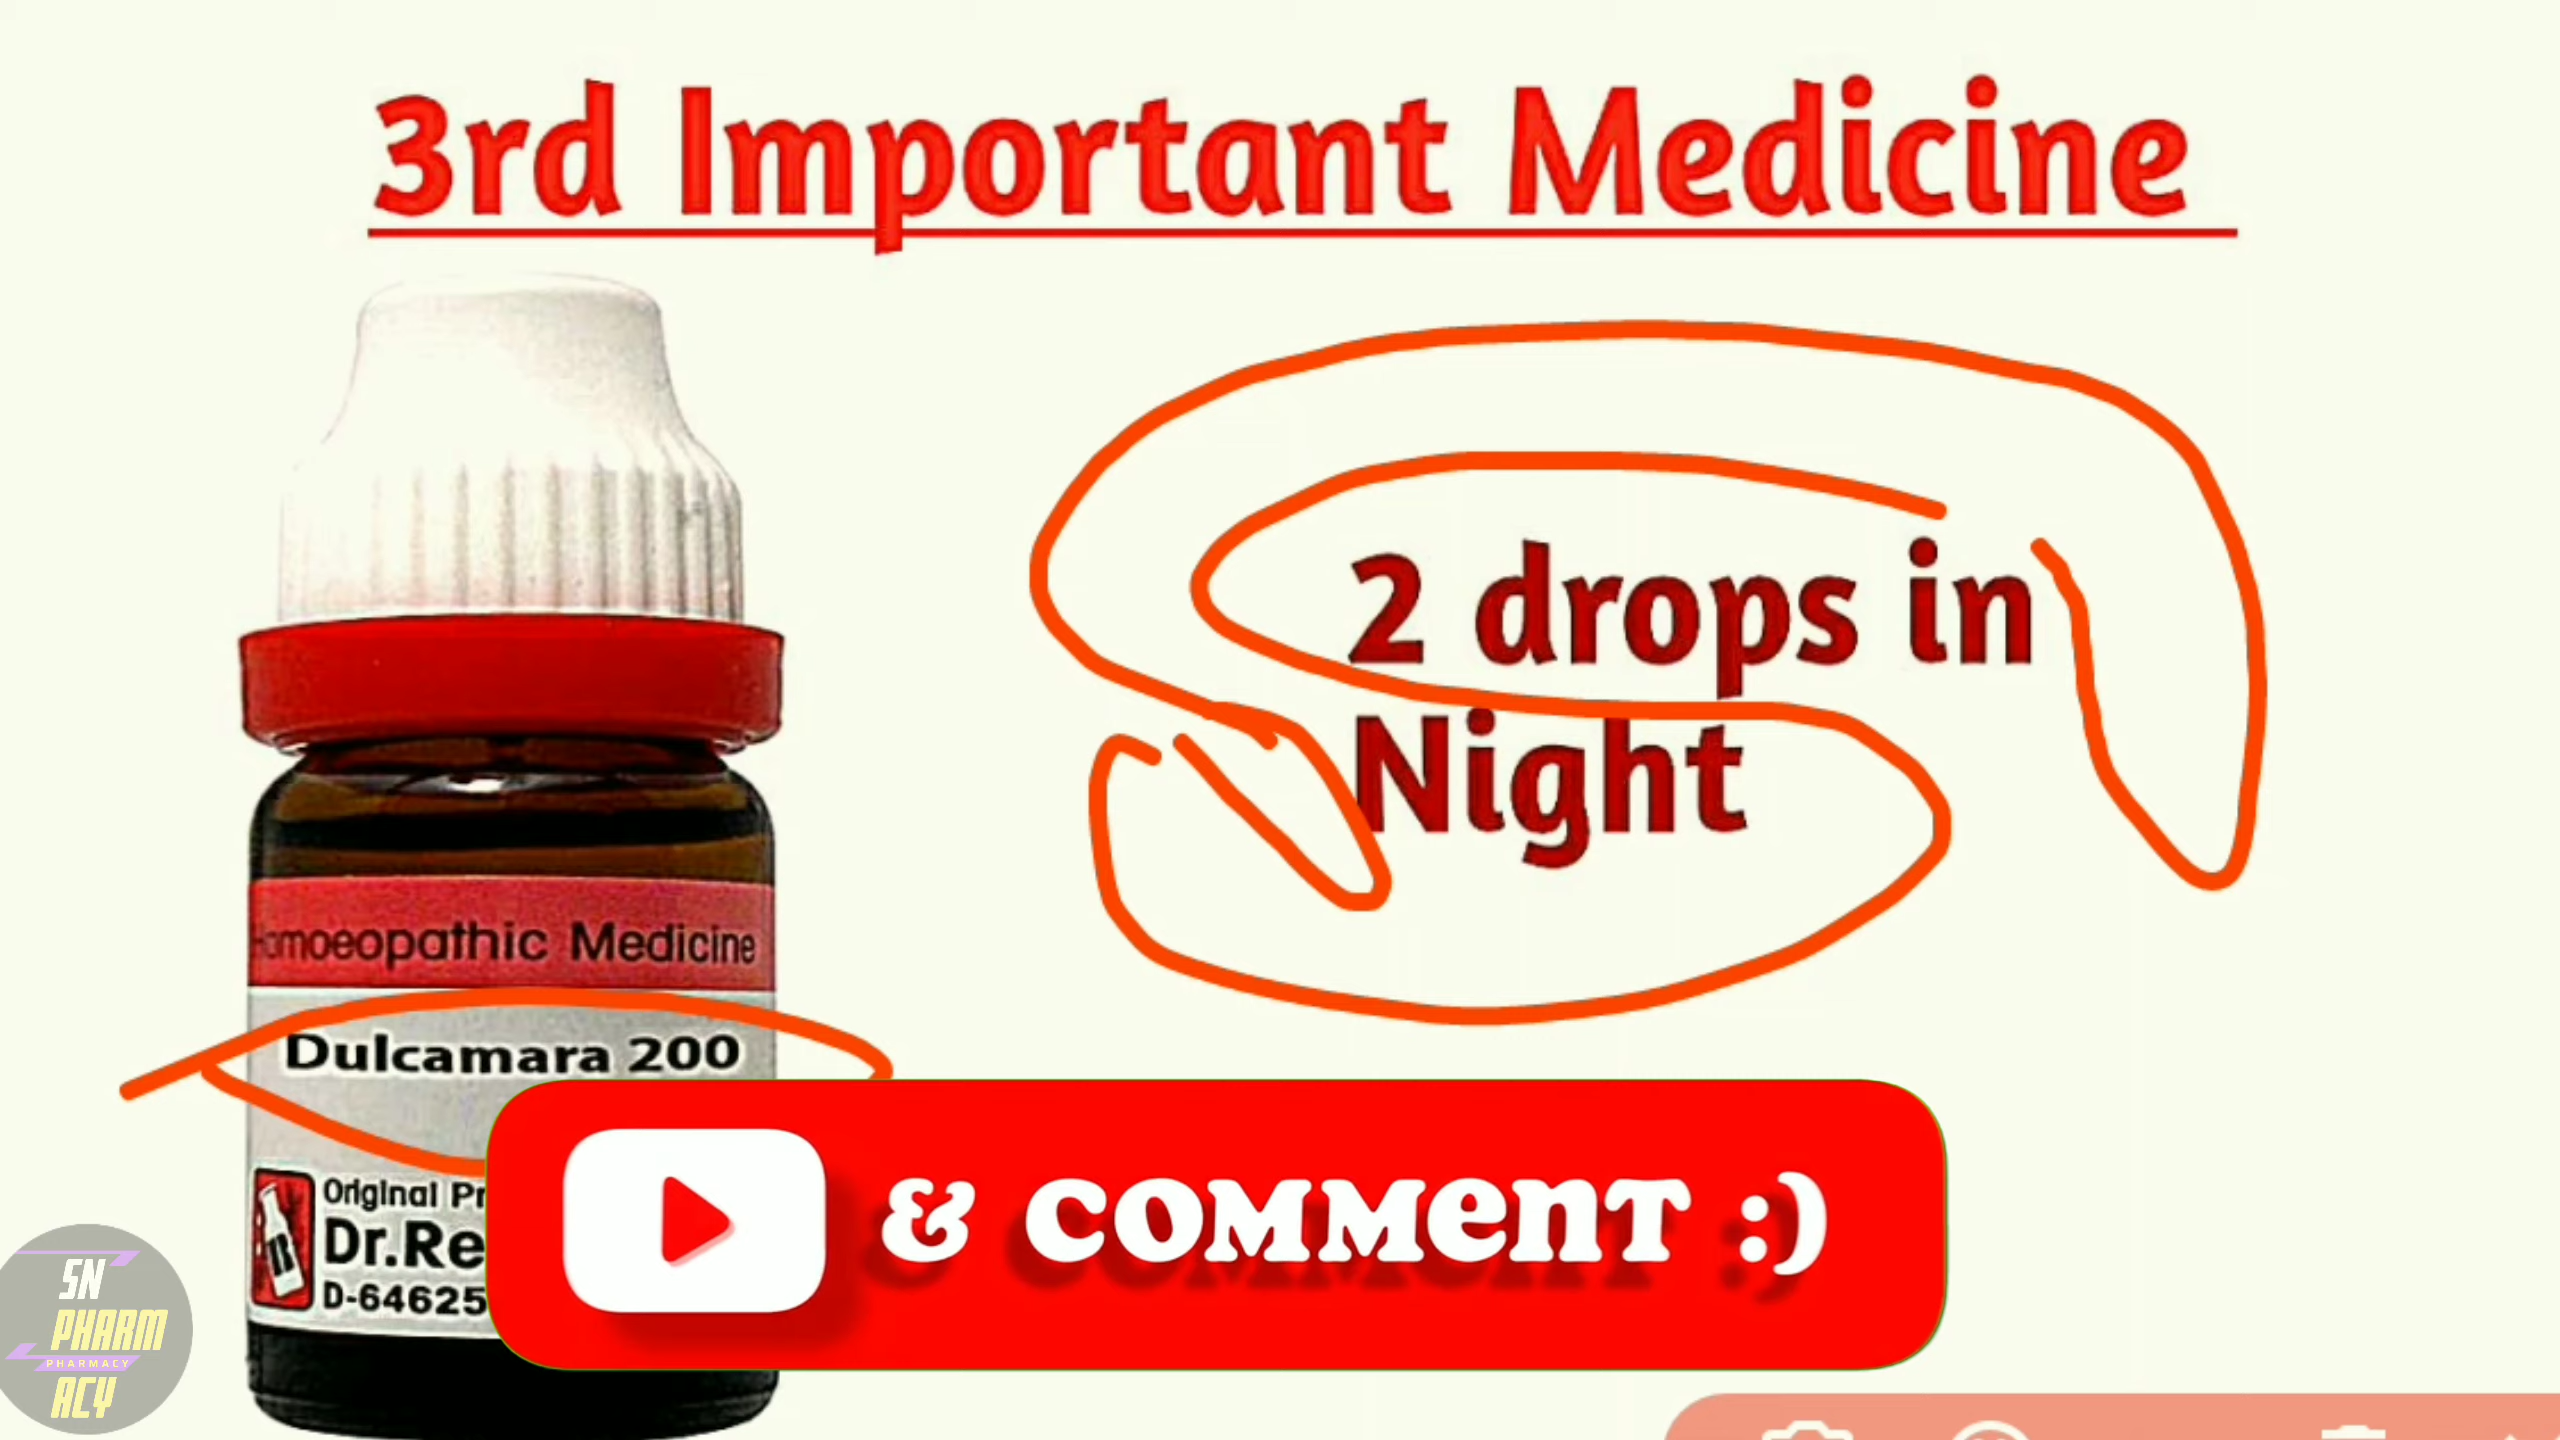 3rd Important Medicine
2 drops in
Night
Homoeopathic Medicine
Dulcamara 200
Original
Dr.Re
D-64625
& COMMENT :)
SN
PHARM
PHARMACY
ACY